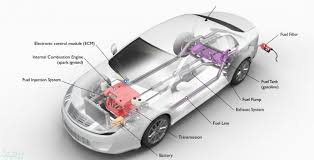 Fuel Filler
Electronic control module (ECM)
Internal Combustion Engine
(spark-ignited)
Fuel Injection System
Fuel Tank
(gasoline)
Fuel Pump
Exhaust System
Fuel Line
Transmission
Battery